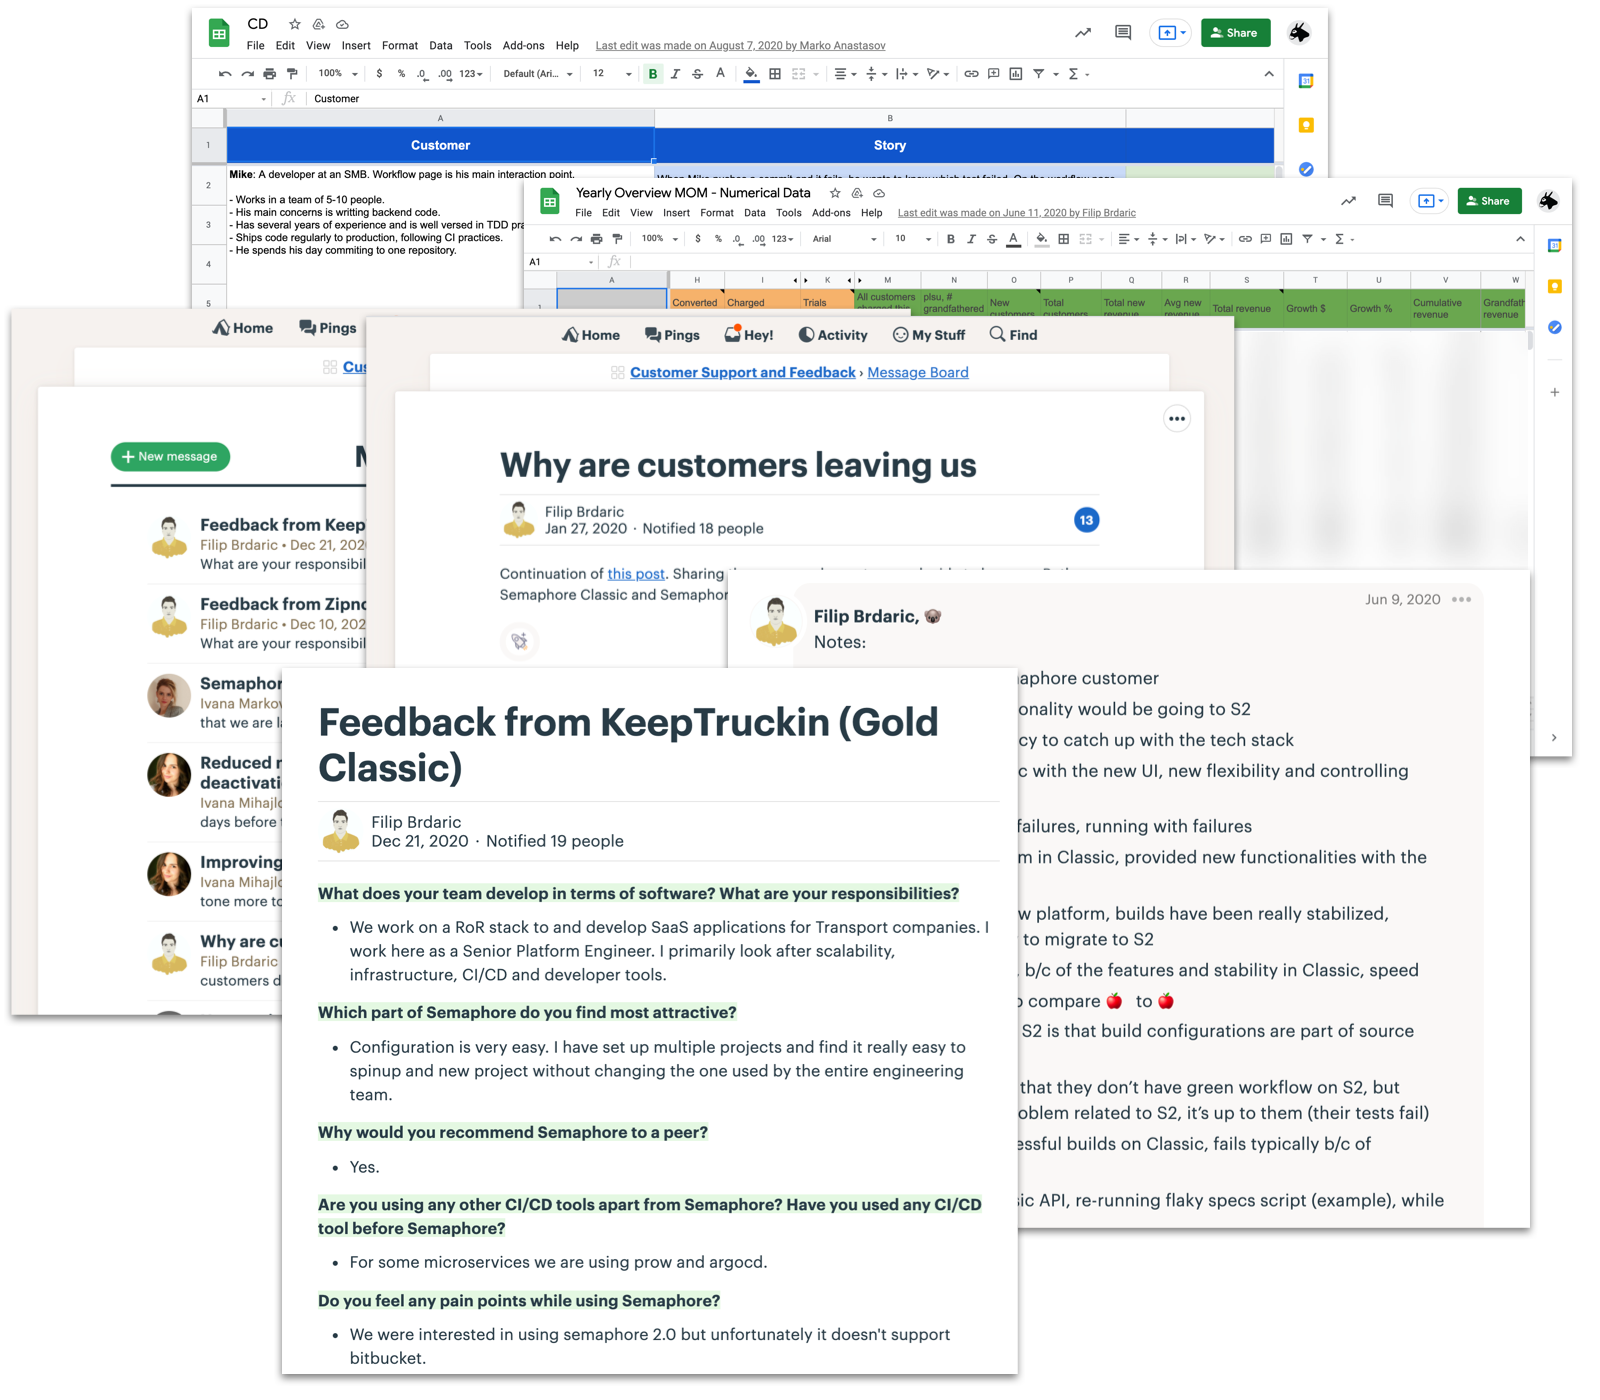 CD
File Edit View Insert Format Data Tools Add-ons Help Last edit was made on August 7, 2020 by Marko Anastasov
Share
100% $ % .0 .00 123 Default (Ari... 12 B I S A
A1 fx Customer
A B
1 Customer Story
2 Mike: A developer at an SMB. Workflow page is his main interaction point.
- Works in a team of 5-10 people.
- His main concerns is writting backend code.
3 - Has several years of experience and is well versed in TDD
- Ships code regularly to production, following CI practices.
- He spends his day commiting to one repository.
4
5
Yearly Overview MOM - Numerical Data
File Edit View Insert Format Data Tools Add-ons Help Last edit was made on June 11, 2020 by Filip Brdaric
Share
100% $ % .0 .00 123 Arial 10 B I S A
A1 fx
A H I K M N O P Q R S T U V W
1 Converted Charged Trials
All customers
plsu, # grandfathered
New customers
Total customers
Total new revenue
Avg new revenue
Total revenue
Growth $
Growth %
Cumulative revenue
revenue
Home Pings
+ New message
Feedback from Keep
Filip Brdaric • Dec 21, 202
What are your responsibil
Feedback from Zipn
Filip Brdaric • Dec 10, 202
What are your responsibil
Semaphor
Ivana Markov
that we are la
Reduced
deactivati
Ivana Mihajlo
days before
Improving
Ivana Mihajlo
tone more to
Why are cu
Filip Brdaric
customers d
Home Pings Hey! Activity My Stuff Find
Customer Support and Feedback › Message Board
Why are customers leaving us
Filip Brdaric
Jan 27, 2020 · Notified 18 people
13
Continuation of this post. Sharing
Semaphore Classic and Semaphor
Jun 9, 2020
Filip Brdaric, 🐨
Notes:
aphore customer
onality would be going to S2
cy to catch up with the tech stack
c with the new UI, new flexibility and controlling
failures, running with failures
m in Classic, provided new functionalities with the
w platform, builds have been really stabilized,
to migrate to S2
b/c of the features and stability in Classic, speed
compare 🍎 to 🍎
S2 is that build configurations are part of source
that they don't have green workflow on S2, but
oblem related to S2, it's up to them (their tests fail)
essful builds on Classic, fails typically b/c of
sic API, re-running flaky specs script (example), while
Feedback from KeepTruckin (Gold
Classic)
Filip Brdaric
Dec 21, 2020 · Notified 19 people
What does your team develop in terms of software? What are your responsibilities?
• We work on a RoR stack to and develop SaaS applications for Transport companies. I
work here as a Senior Platform Engineer. I primarily look after scalability,
infrastructure, CI/CD and developer tools.
Which part of Semaphore do you find most attractive?
• Configuration is very easy. I have set up multiple projects and find it really easy to
spinup and new project without changing the one used by the entire engineering
team.
Why would you recommend Semaphore to a peer?
• Yes.
Are you using any other CI/CD tools apart from Semaphore? Have you used any CI/CD
tool before Semaphore?
• For some microservices we are using prow and argocd.
Do you feel any pain points while using Semaphore?
• We were interested in using semaphore 2.0 but unfortunately it doesn't support
bitbucket.